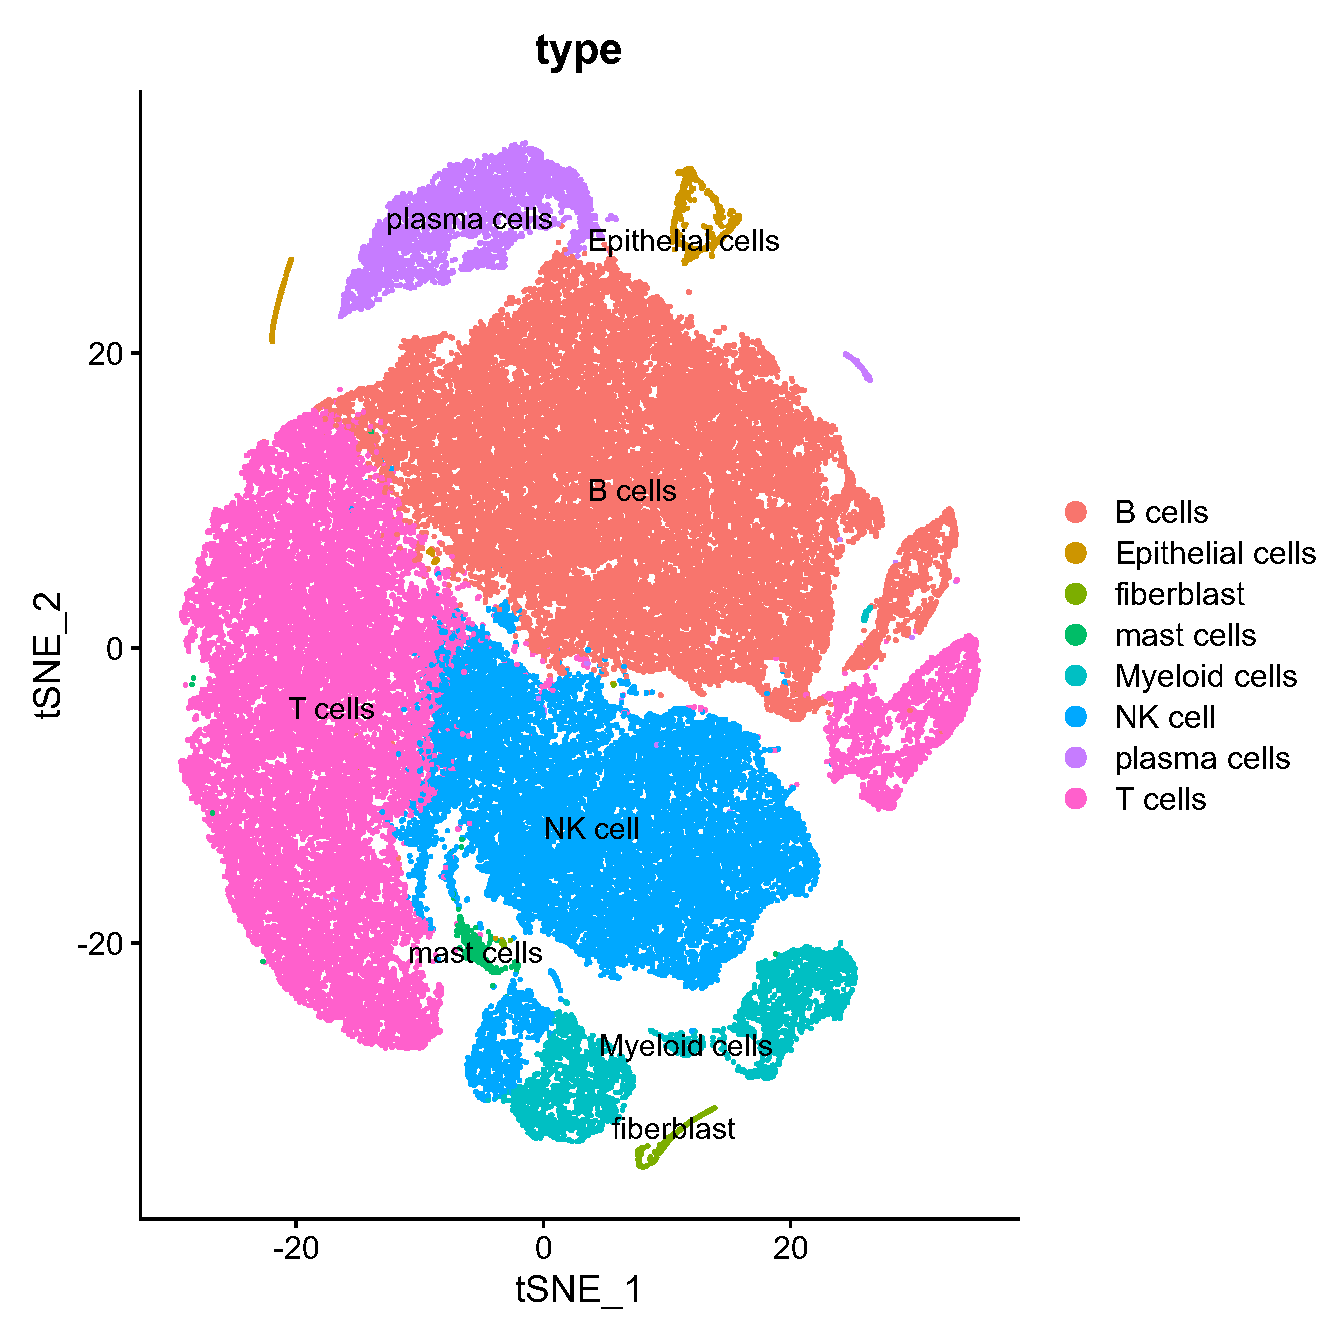 type
plasma cells
Epithelial cells
B cells
T cells
NK cell
mast cells
Myeloid cells
fiberblast
tSNE_2
20
0
-20
-20
0
20
tSNE_1
B cells
Epithelial cells
fiberblast
mast cells
Myeloid cells
NK cell
plasma cells
T cells